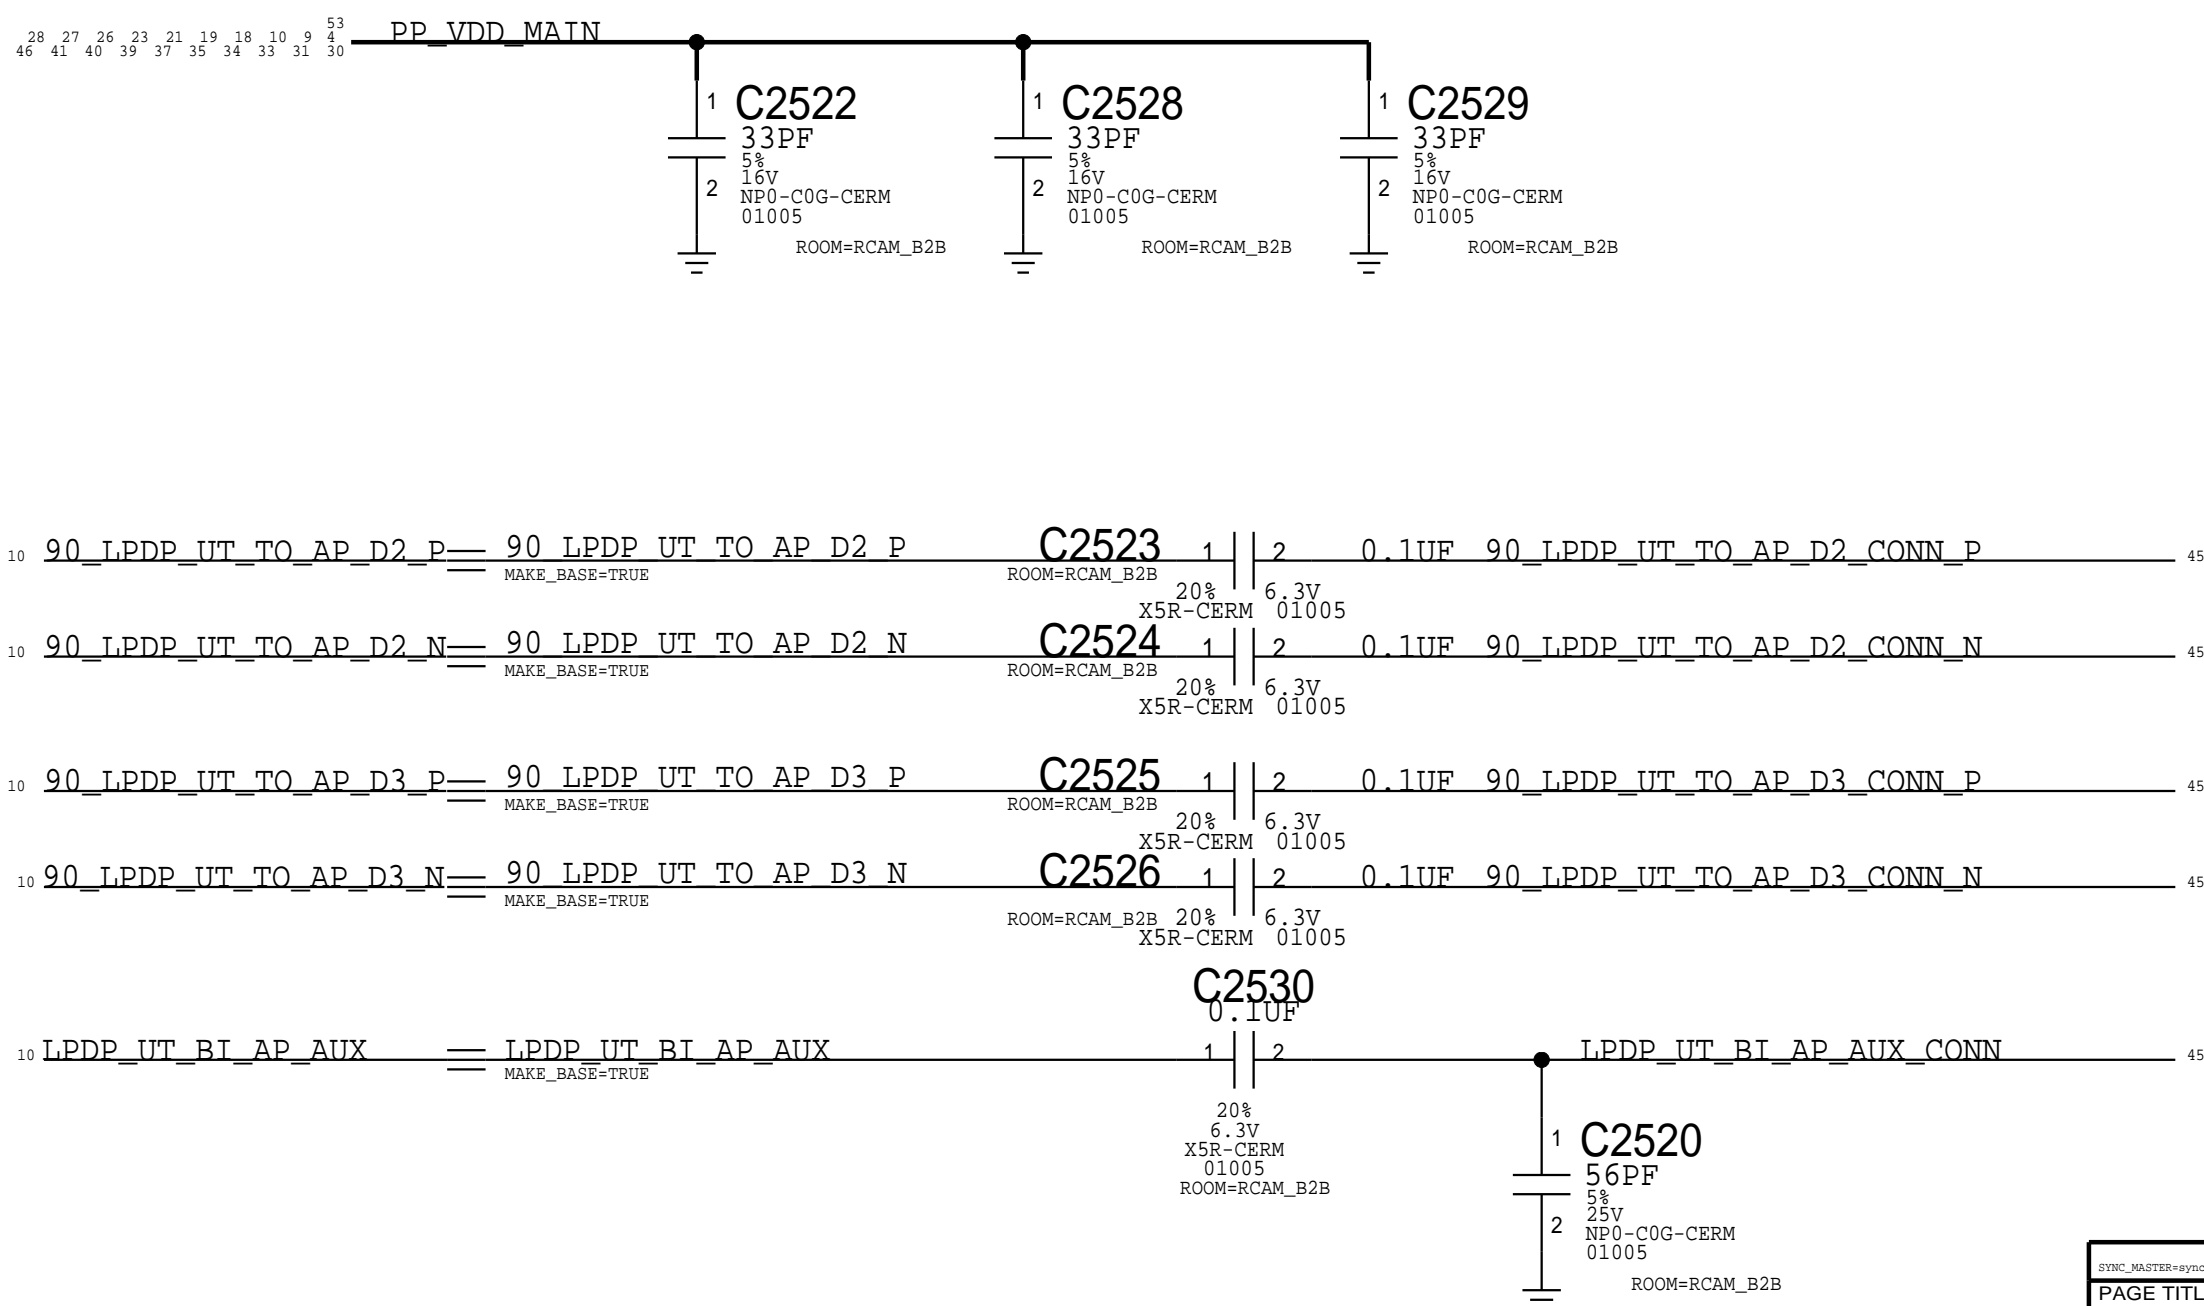 53
28 27 26 23 21 19 18 10 9 4
46 41 40 39 37 35 34 33 31 30
PP_VDD_MAIN
1 C2522
33PF
5%
16V
2
NP0-C0G-CERM
01005
ROOM=RCAM_B2B
1 C2528
33PF
5%
16V
2
NP0-C0G-CERM
01005
ROOM=RCAM_B2B
1 C2529
33PF
5%
16V
2
NP0-C0G-CERM
01005
ROOM=RCAM_B2B
10 90_LPDP_UT_TO_AP_D2_P 90_LPDP_UT_TO_AP_D2_P C2523 1 2 0.1UF 90_LPDP_UT_TO_AP_D2_CONN_P 45
MAKE_BASE=TRUE ROOM=RCAM_B2B
20% 6.3V
X5R-CERM 01005
10 90_LPDP_UT_TO_AP_D2_N 90_LPDP_UT_TO_AP_D2_N C2524 1 2 0.1UF 90_LPDP_UT_TO_AP_D2_CONN_N 45
MAKE_BASE=TRUE ROOM=RCAM_B2B
20% 6.3V
X5R-CERM 01005
10 90_LPDP_UT_TO_AP_D3_P 90_LPDP_UT_TO_AP_D3_P C2525 1 2 0.1UF 90_LPDP_UT_TO_AP_D3_CONN_P 45
MAKE_BASE=TRUE ROOM=RCAM_B2B
20% 6.3V
X5R-CERM 01005
10 90_LPDP_UT_TO_AP_D3_N 90_LPDP_UT_TO_AP_D3_N C2526 1 2 0.1UF 90_LPDP_UT_TO_AP_D3_CONN_N 45
MAKE_BASE=TRUE
ROOM=RCAM_B2B 20% 6.3V
X5R-CERM 01005
C2530
0.1UF
10 LPDP_UT_BI_AP_AUX LPDP_UT_BI_AP_AUX 1 2 LPDP_UT_BI_AP_AUX_CONN 45
MAKE_BASE=TRUE
20%
6.3V
X5R-CERM
01005
ROOM=RCAM_B2B
1 C2520
56PF
5%
25V
2
NP0-C0G-CERM
01005
ROOM=RCAM_B2B
SYNC_MASTER=sync
PAGE TITL